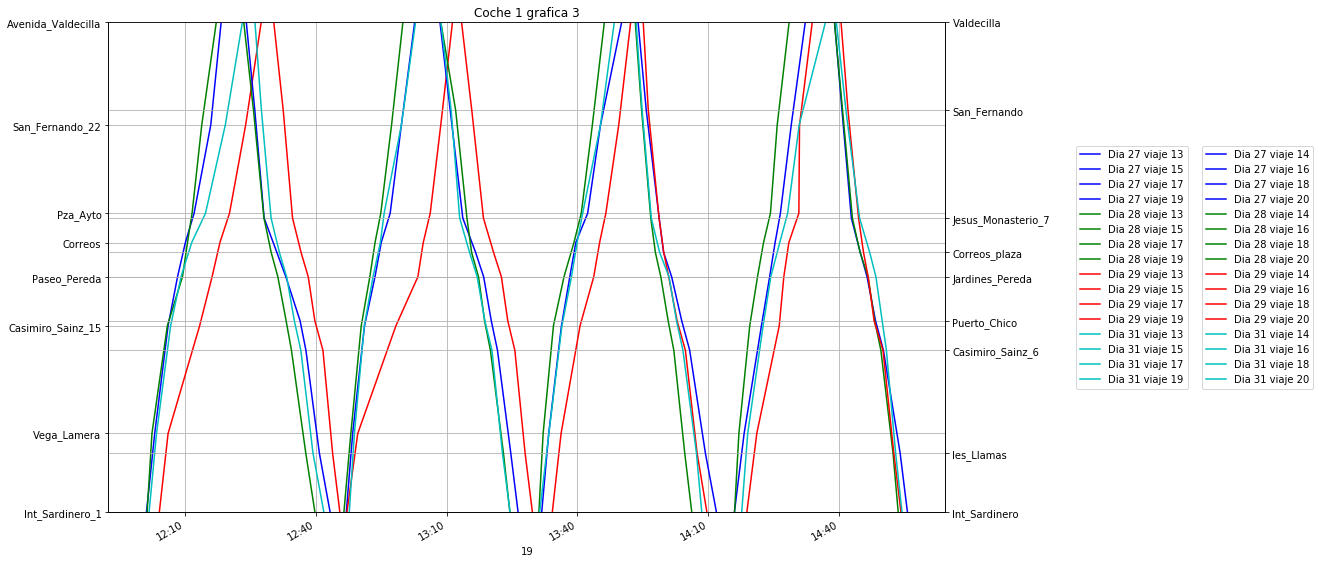 Coche 1 grafica 3
Avenida_Valdecilla
San_Fernando_22
Pza_Ayto
Correos
Paseo_Pereda
Casimiro_Sainz_15
Vega_Lamera
Int_Sardinero_1
Valdecilla
San_Fernando
Jesus_Monasterio_7
Correos_plaza
Jardines_Pereda
Puerto_Chico
Casimiro_Sainz_6
Ies_Llamas
Int_Sardinero
12:10
12:40
13:10
13:40
14:10
14:40
19
Dia 27 viaje 13
Dia 27 viaje 15
Dia 27 viaje 17
Dia 27 viaje 19
Dia 28 viaje 13
Dia 28 viaje 15
Dia 28 viaje 17
Dia 28 viaje 19
Dia 29 viaje 13
Dia 29 viaje 15
Dia 29 viaje 17
Dia 29 viaje 19
Dia 31 viaje 13
Dia 31 viaje 15
Dia 31 viaje 17
Dia 31 viaje 19
Dia 27 viaje 14
Dia 27 viaje 16
Dia 27 viaje 18
Dia 27 viaje 20
Dia 28 viaje 14
Dia 28 viaje 16
Dia 28 viaje 18
Dia 28 viaje 20
Dia 29 viaje 14
Dia 29 viaje 16
Dia 29 viaje 18
Dia 29 viaje 20
Dia 31 viaje 14
Dia 31 viaje 16
Dia 31 viaje 18
Dia 31 viaje 20